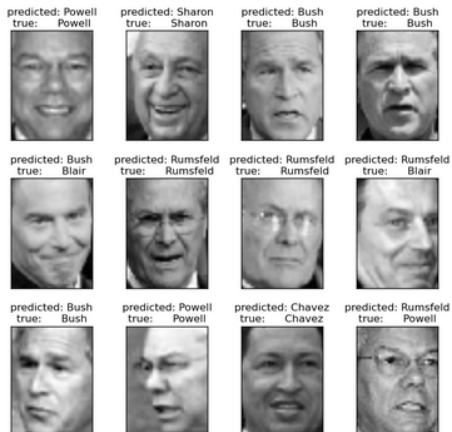 predicted: Powell
true: Powell
predicted: Sharon
true: Sharon
predicted: Bush
true: Bush
predicted: Bush
true: Bush
predicted: Bush
true: Blair
predicted: Rumsfeld
true: Rumsfeld
predicted: Rumsfeld
true: Rumsfeld
predicted: Rumsfeld
true: Blair
predicted: Bush
true: Bush
predicted: Powell
true: Powell
predicted: Chavez
true: Chavez
predicted: Rumsfeld
true: Powell